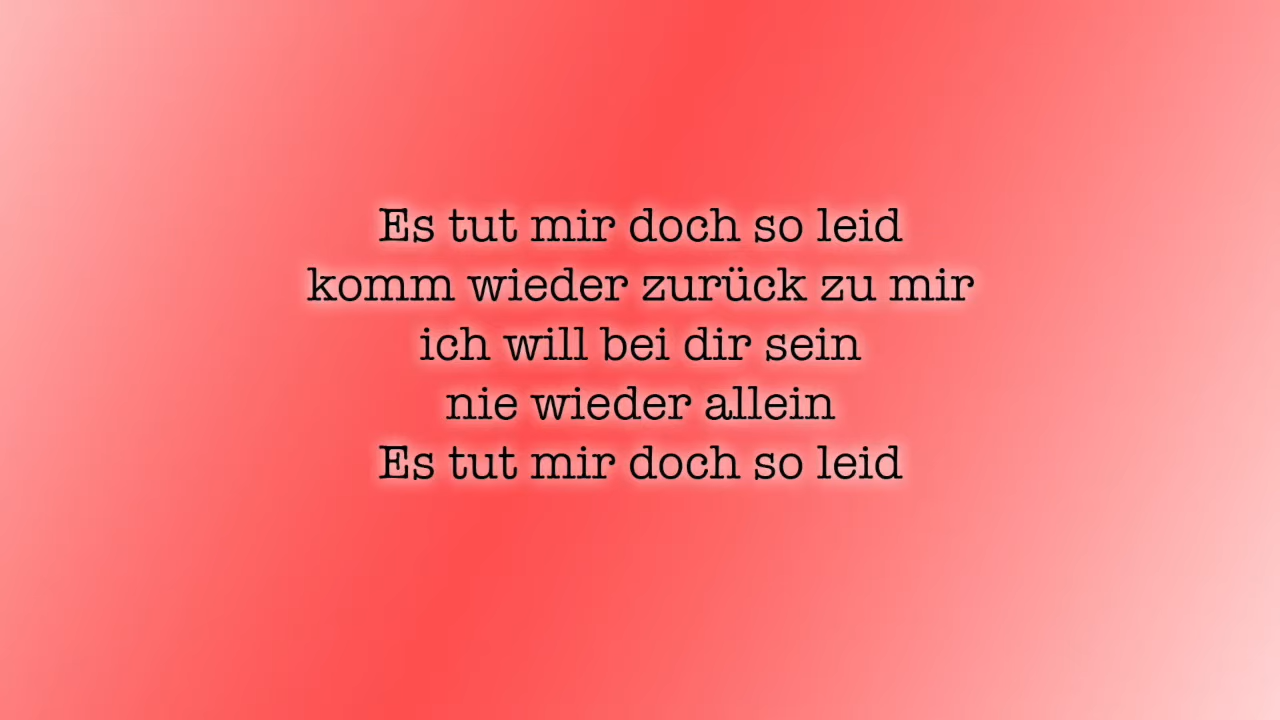 Es tut mir doch so leid
komm wieder zurück zu mir
ich will bei dir sein
nie wieder allein
Es tut mir doch so leid